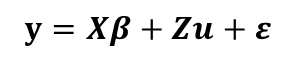 y = Xβ + Zu + ε